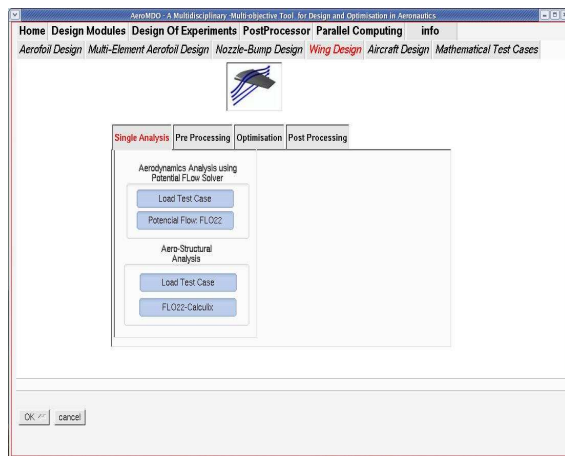 AeroMDO - A Multidisciplinary -Multi-objective Tool for Design and Optimisation in Aeronautics
Home Design Modules Design Of Experiments PostProcessor Parallel Computing info
Aerofoil Design Multi-Element Aerofoil Design Nozzle-Bump Design Wing Design Aircraft Design Mathematical Test Cases
Single Analysis Pre Processing Optimisation Post Processing
Aerodynamics Analysis using
Potential FLow Solver
Load Test Case
Potencial Flow: FLO22
Aero-Structural
Analysis
Load Test Case
FLO22-Calculix
OK cancel